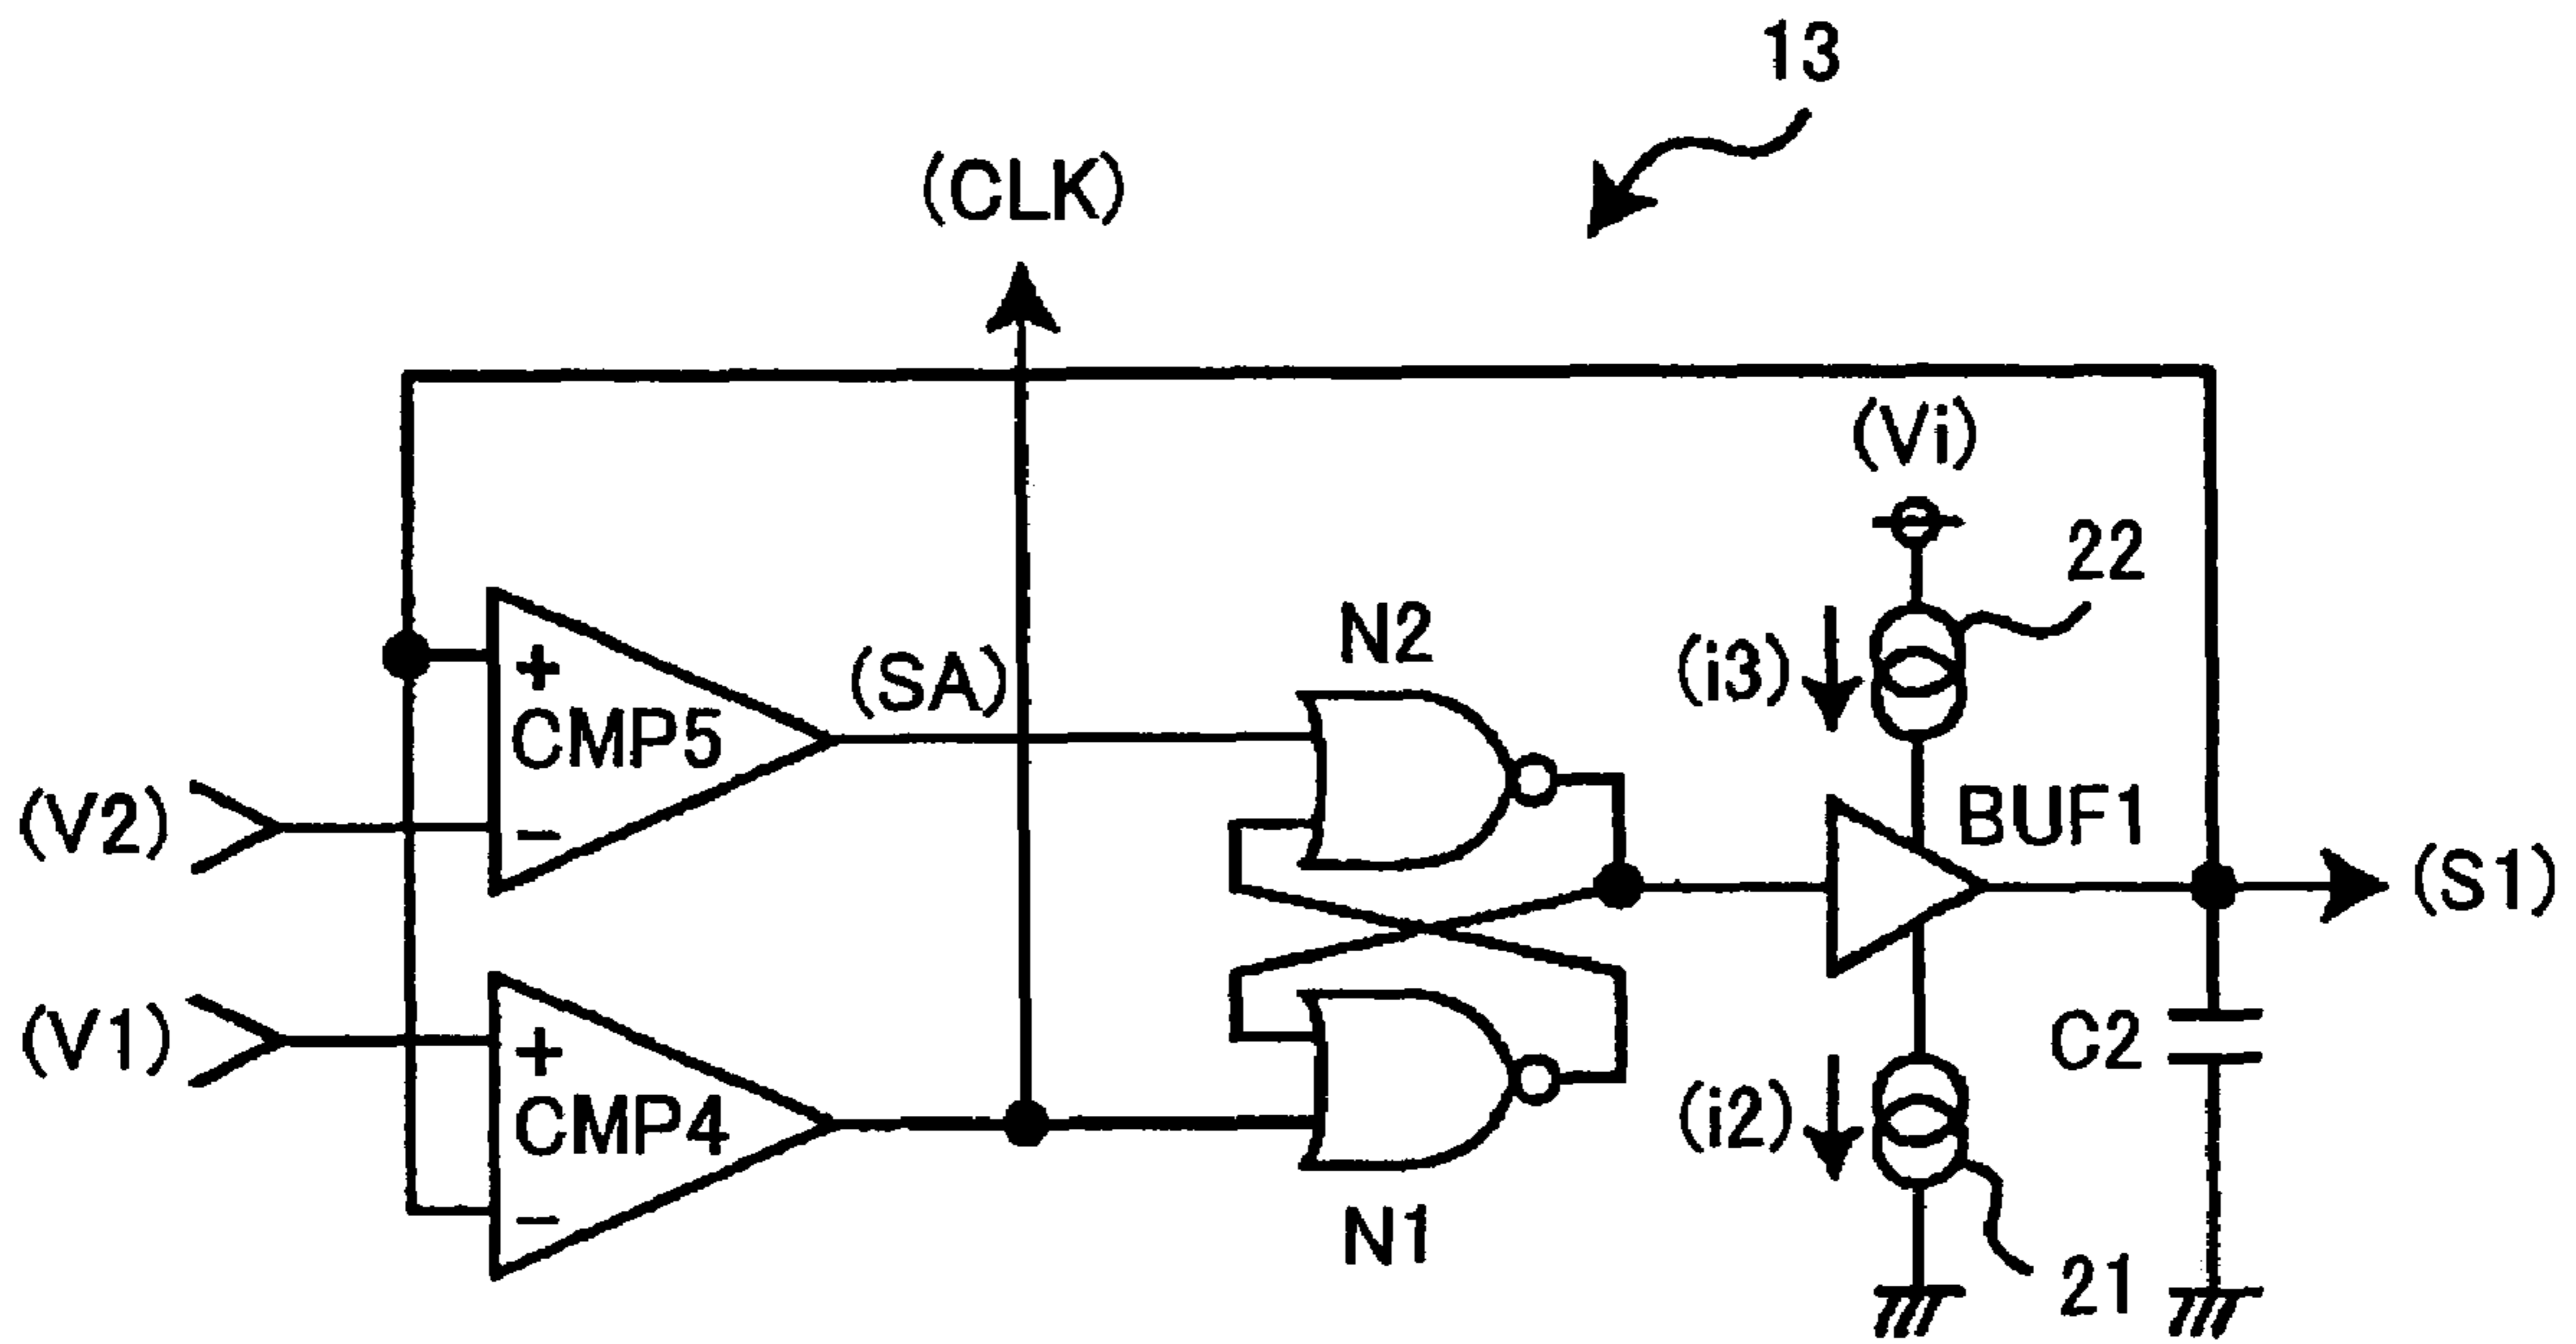 13
(CLK)
(Vi)
22
N2
(i3)
(SA)
+
CMP5
−
BUF1
(V2)
(S1)
(V1)
+
CMP4
−
C2
(i2)
N1
21